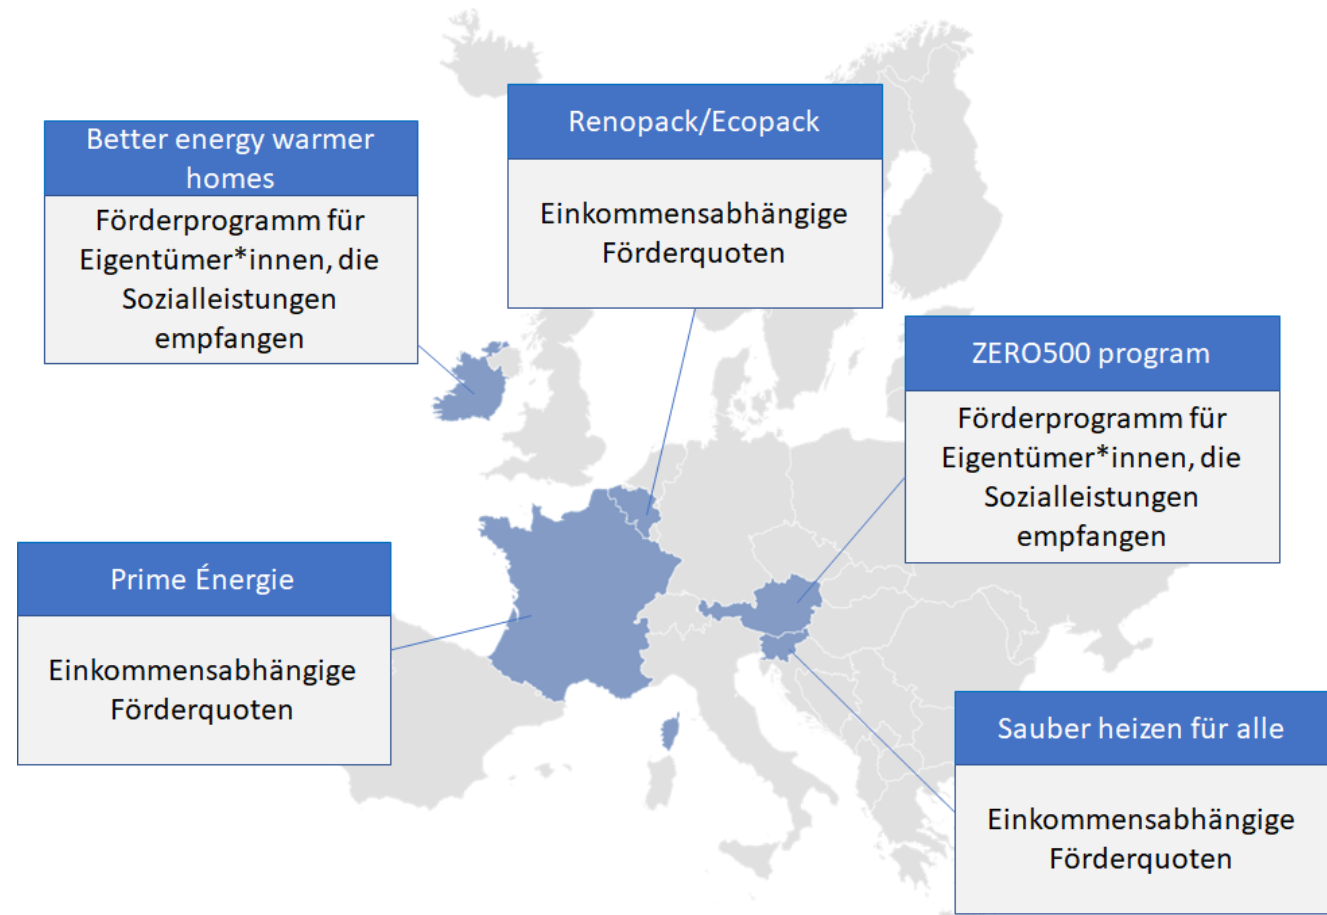 Better energy warmer
homes
Förderprogramm für
Eigentümer*innen, die
Sozialleistungen
empfangen
Renopack/Ecopack
Einkommensabhängige
Förderquoten
ZERO500 program
Förderprogramm für
Eigentümer*innen, die
Sozialleistungen
empfangen
Prime Énergie
Einkommensabhängige
Förderquoten
Sauber heizen für alle
Einkommensabhängige
Förderquoten